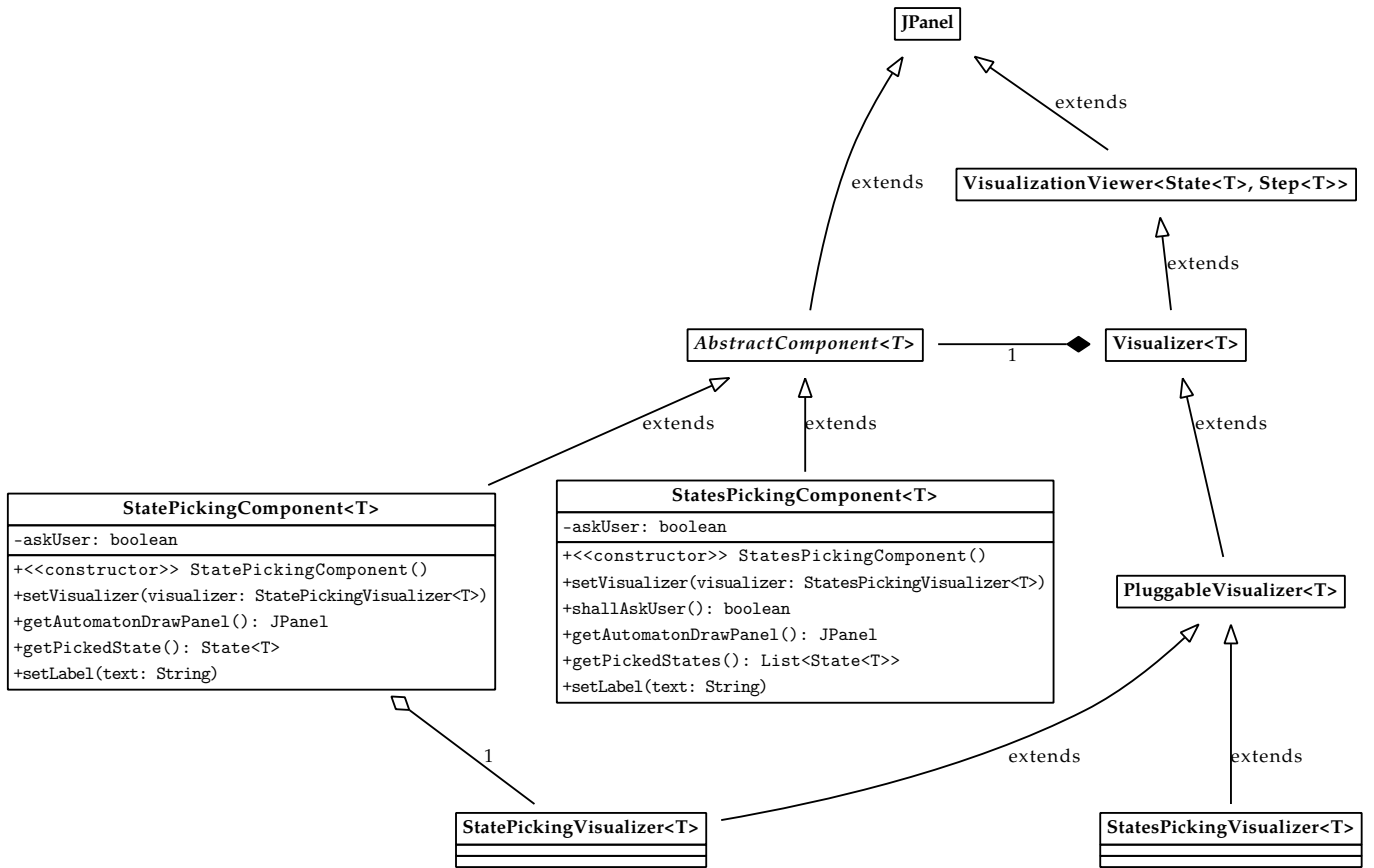 JPanel
extends
VisualizationViewer<State<T>, Step<T>>
extends
extends
AbstractComponent<T>
1
Visualizer<T>
extends
extends
extends
StatePickingComponent<T>
-askUser: boolean
+<<constructor>> StatePickingComponent()
+setVisualizer(visualizer: StatePickingVisualizer<T>)
+getAutomatonDrawPanel(): JPanel
+getPickedState(): State<T>
+setLabel(text: String)
StatesPickingComponent<T>
-askUser: boolean
+<<constructor>> StatesPickingComponent()
+setVisualizer(visualizer: StatesPickingVisualizer<T>)
+shallAskUser(): boolean
+getAutomatonDrawPanel(): JPanel
+getPickedStates(): List<State<T>>
+setLabel(text: String)
PluggableVisualizer<T>
1
extends
extends
StatePickingVisualizer<T>
StatesPickingVisualizer<T>